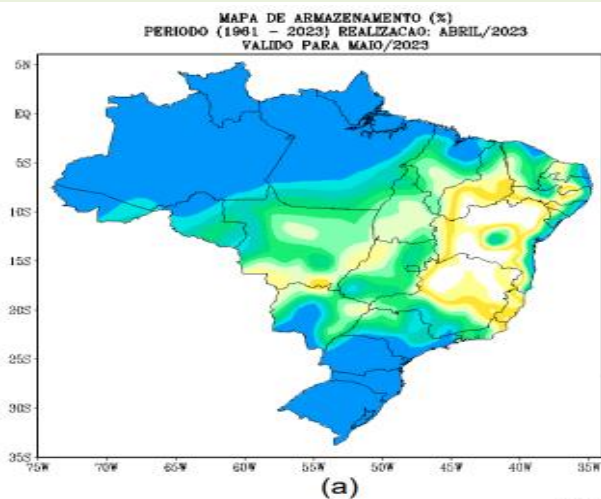 MAPA DE ARMAZENAMENTO (%)
PERIODO (1961 - 2023) REALIZACAO: ABRIL/2023
VALIDO PARA MAIO/2023
5N
EQ
5S
10S
15S
20S
25S
30S
35S
75W 70W 65W 60W 55W 50W 45W 40W 35W
(a)